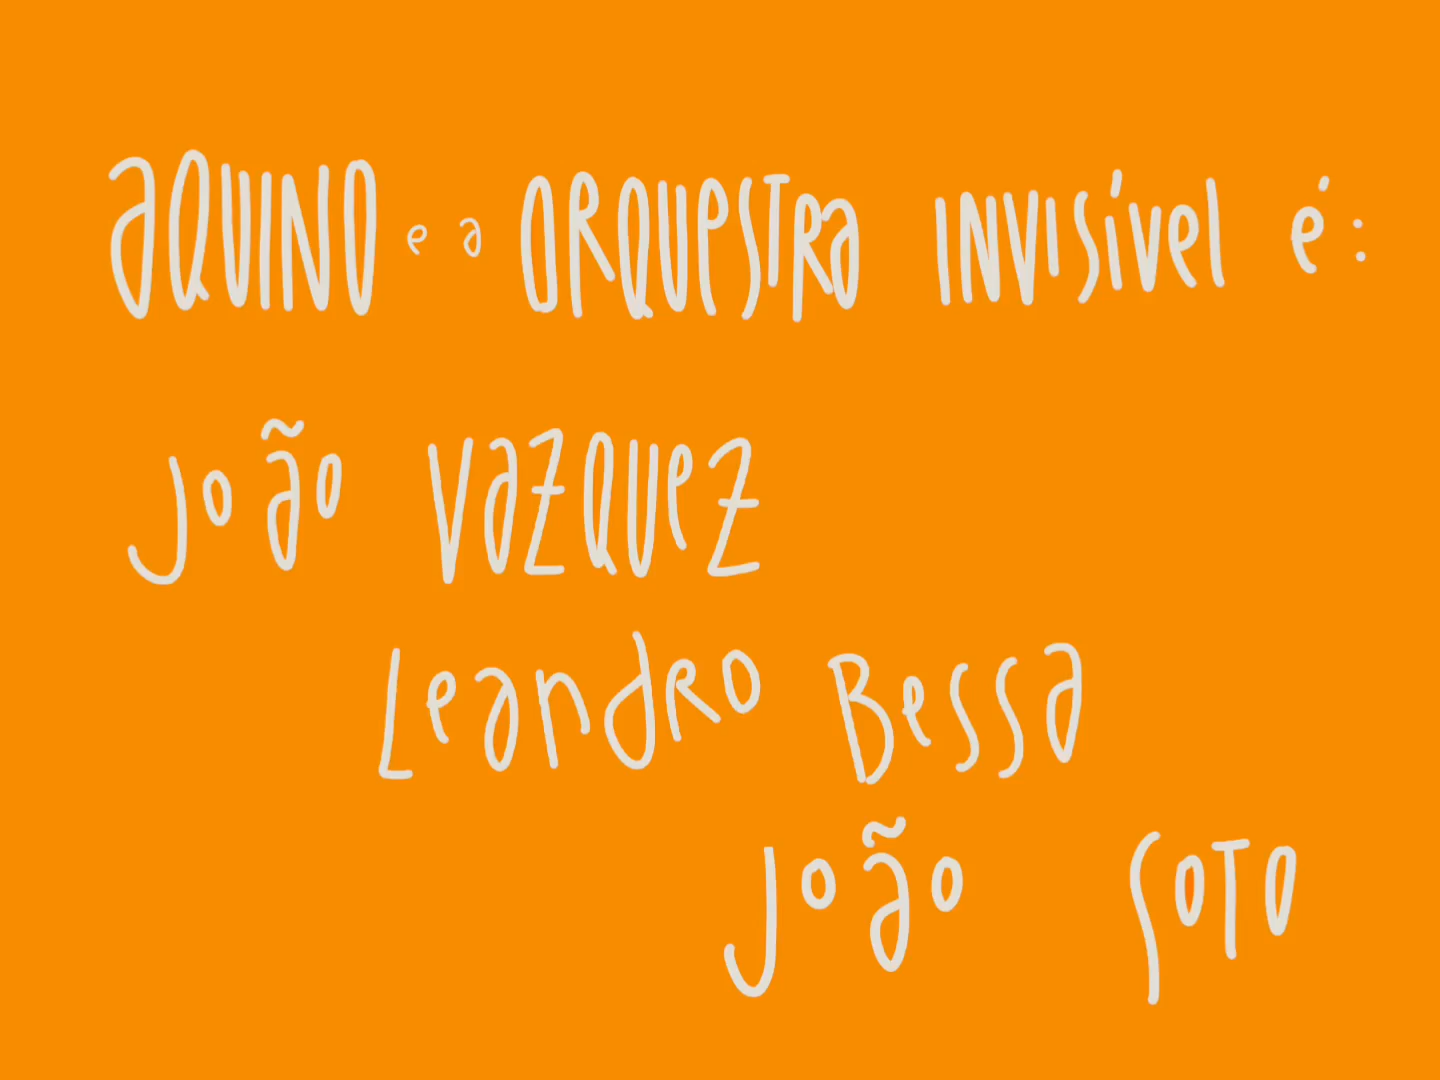 AQUINO e a ORQUESTRA INVISÍVEL é:
João VAZQUEZ
Leandro Bessa
João SOTO